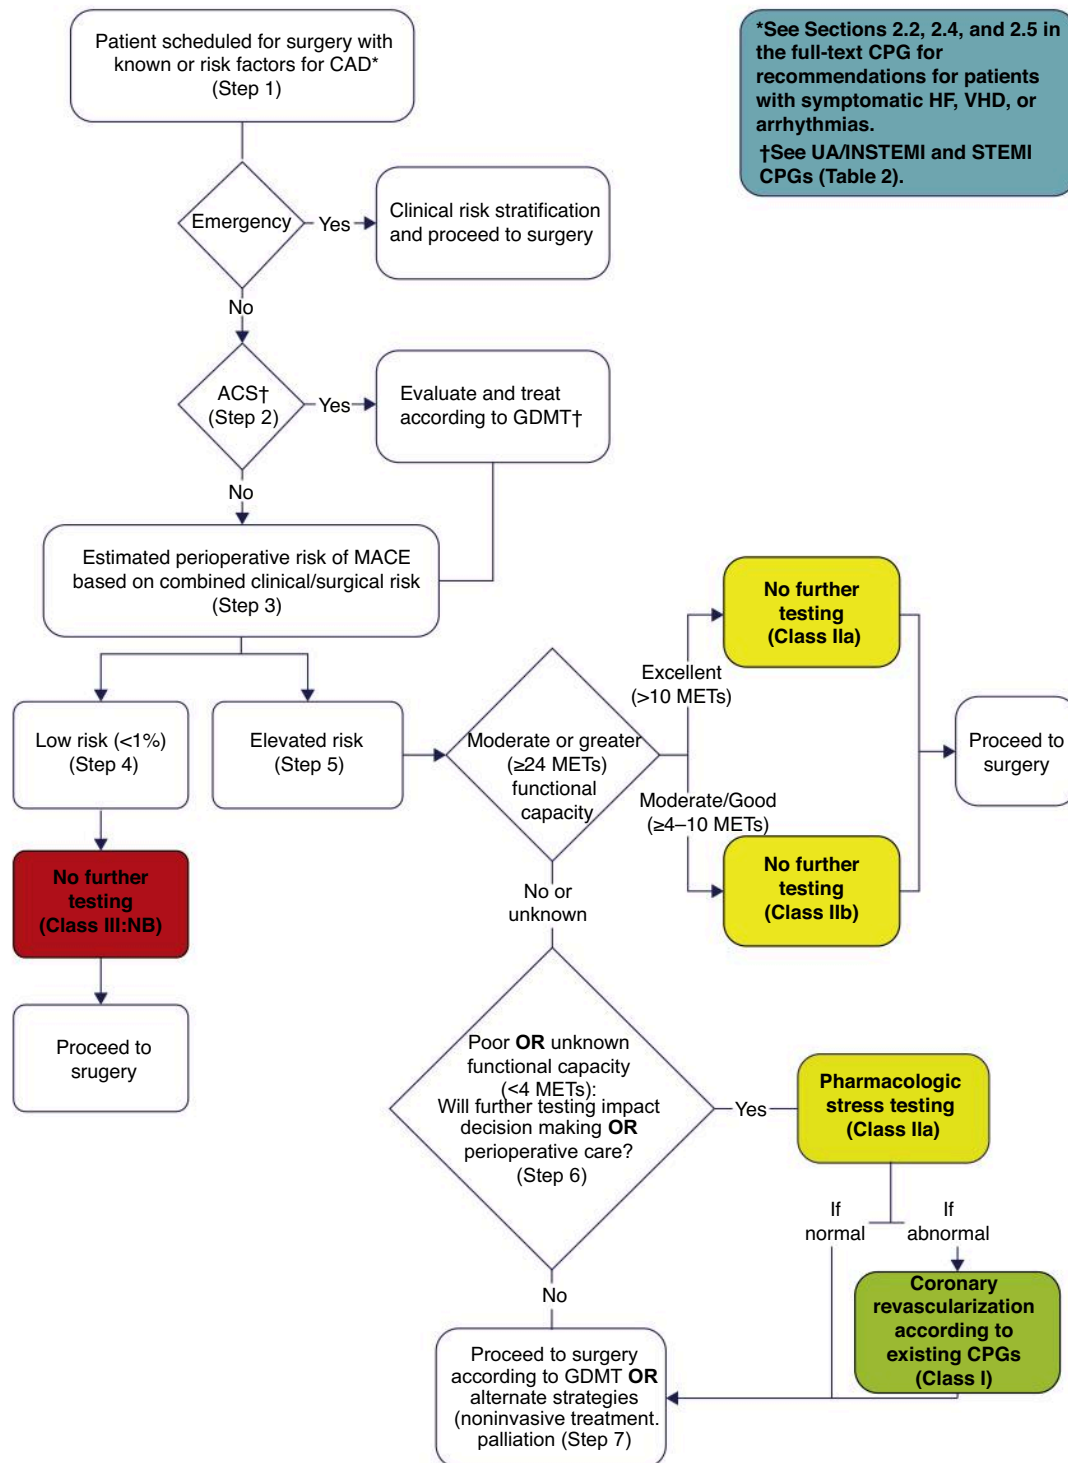 Patient scheduled for surgery with
known or risk factors for CAD*
(Step 1)
*See Sections 2.2, 2.4, and 2.5 in
the full-text CPG for
recommendations for patients
with symptomatic HF, VHD, or
arrhythmias.
†See UA/INSTEMI and STEMI
CPGs (Table 2).
Emergency
Yes
Clinical risk stratification
and proceed to surgery
No
ACS†
(Step 2)
Yes
Evaluate and treat
according to GDMT†
No
Estimated perioperative risk of MACE
based on combined clinical/surgical risk
(Step 3)
Low risk (<1%)
(Step 4)
No further
testing
(Class III:NB)
Proceed to
srugery
Elevated risk
(Step 5)
Moderate or greater
(≥24 METs)
functional
capacity
Excellent
(>10 METs)
No further
testing
(Class IIa)
Moderate/Good
(≥4–10 METs)
No further
testing
(Class IIb)
Proceed to
surgery
No or
unknown
Poor OR unknown
functional capacity
(<4 METs):
Will further testing impact
decision making OR
perioperative care?
(Step 6)
Yes
Pharmacologic
stress testing
(Class IIa)
If
normal
If
abnormal
Coronary
revascularization
according to
existing CPGs
(Class I)
No
Proceed to surgery
according to GDMT OR
alternate strategies
(noninvasive treatment.
palliation (Step 7)